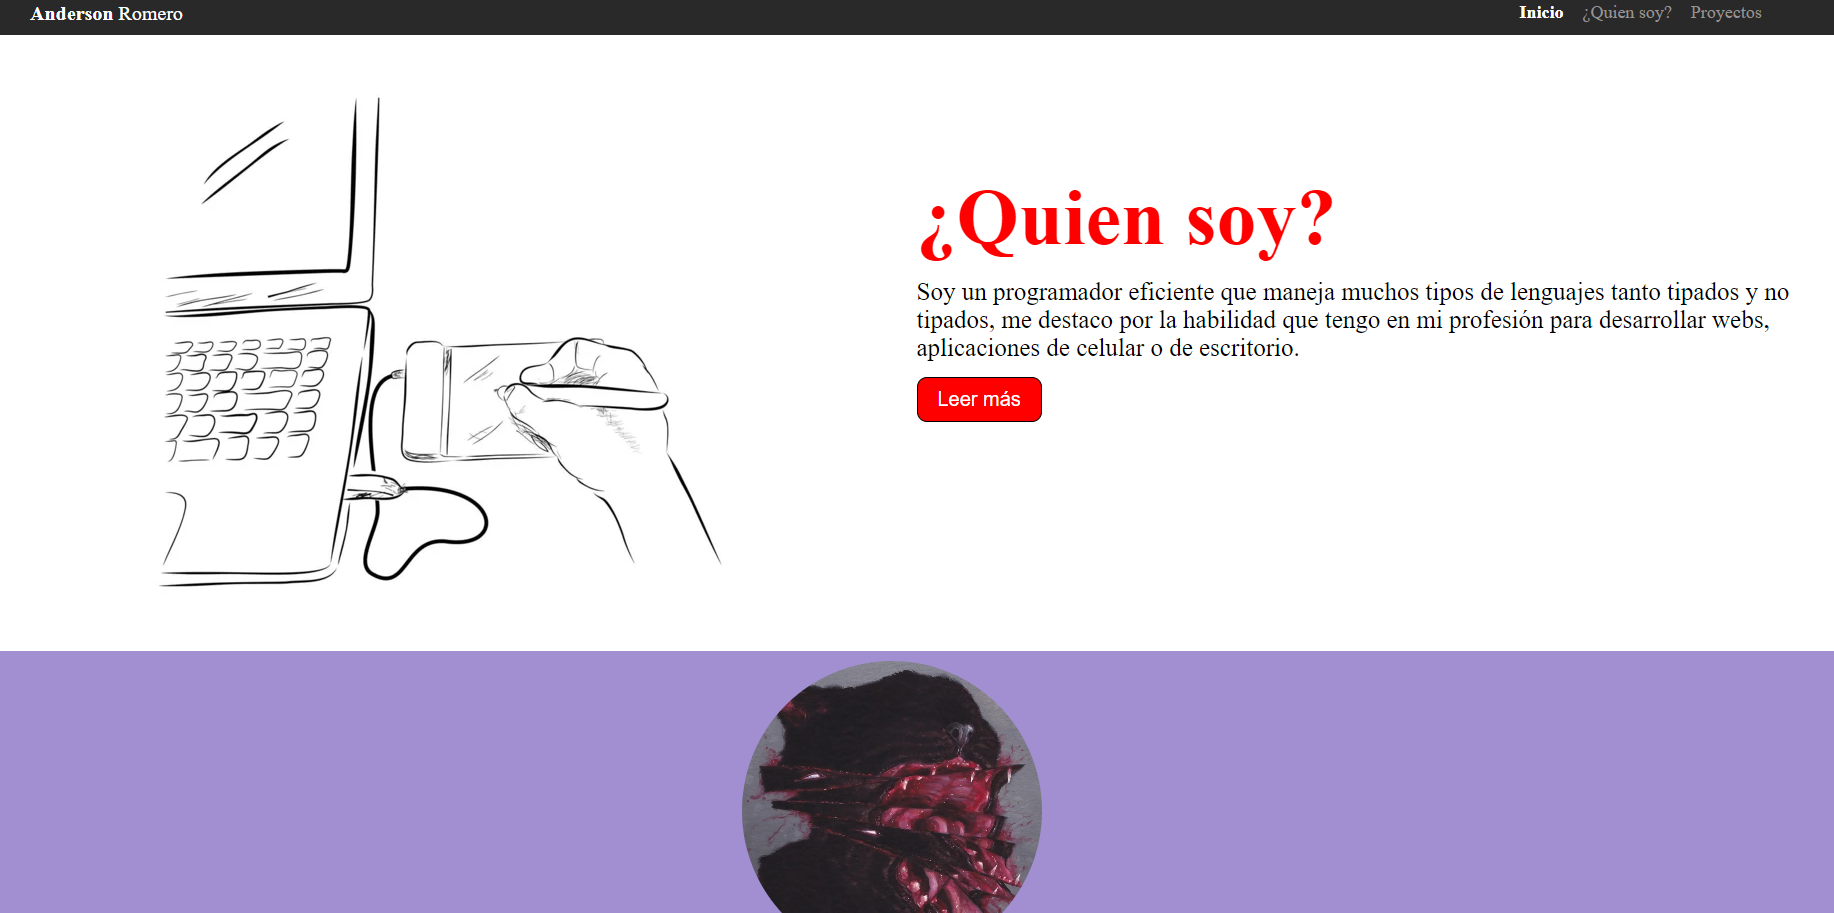 Anderson Romero
Inicio ¿Quien soy? Proyectos
¿Quien soy?
Soy un programador eficiente que maneja muchos tipos de lenguajes tanto tipados y no
tipados, me destaco por la habilidad que tengo en mi profesión para desarrollar webs,
aplicaciones de celular o de escritorio.
Leer más